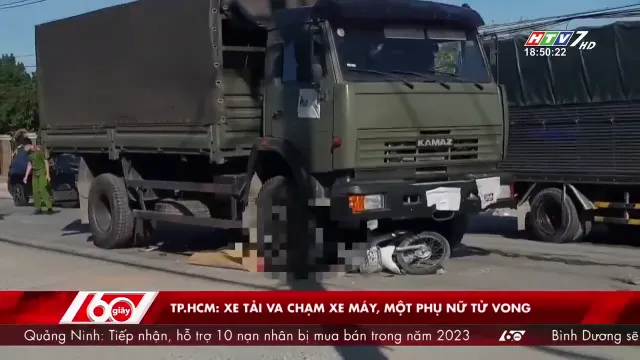 HTV7 HD
18:50:22
KAMAZ
60 giây
TP.HCM: XE TẢI VA CHẠM XE MÁY, MỘT PHỤ NỮ TỬ VONG
Quảng Ninh: Tiếp nhận, hỗ trợ 10 nạn nhân bị mua bán trong năm 2023 60 Bình Dương sẽ